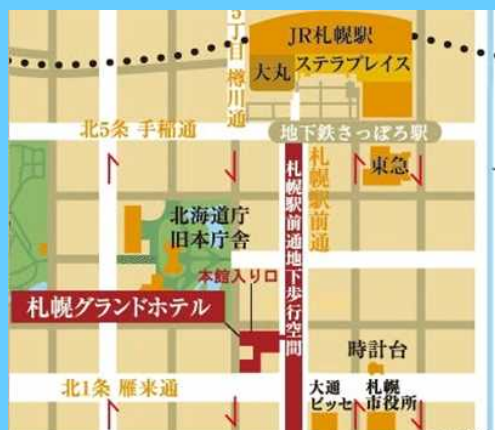 JR札幌駅
大丸
ステラプレイス
5丁目 樽川通
北5条 手稲通
地下鉄さっぽろ駅
札幌駅前通
東急
札幌駅前通地下歩行空間
北海道庁
旧本庁舎
本館入り口
札幌グランドホテル
時計台
北1条 雁来通
大通
ビッセ
札幌
市役所